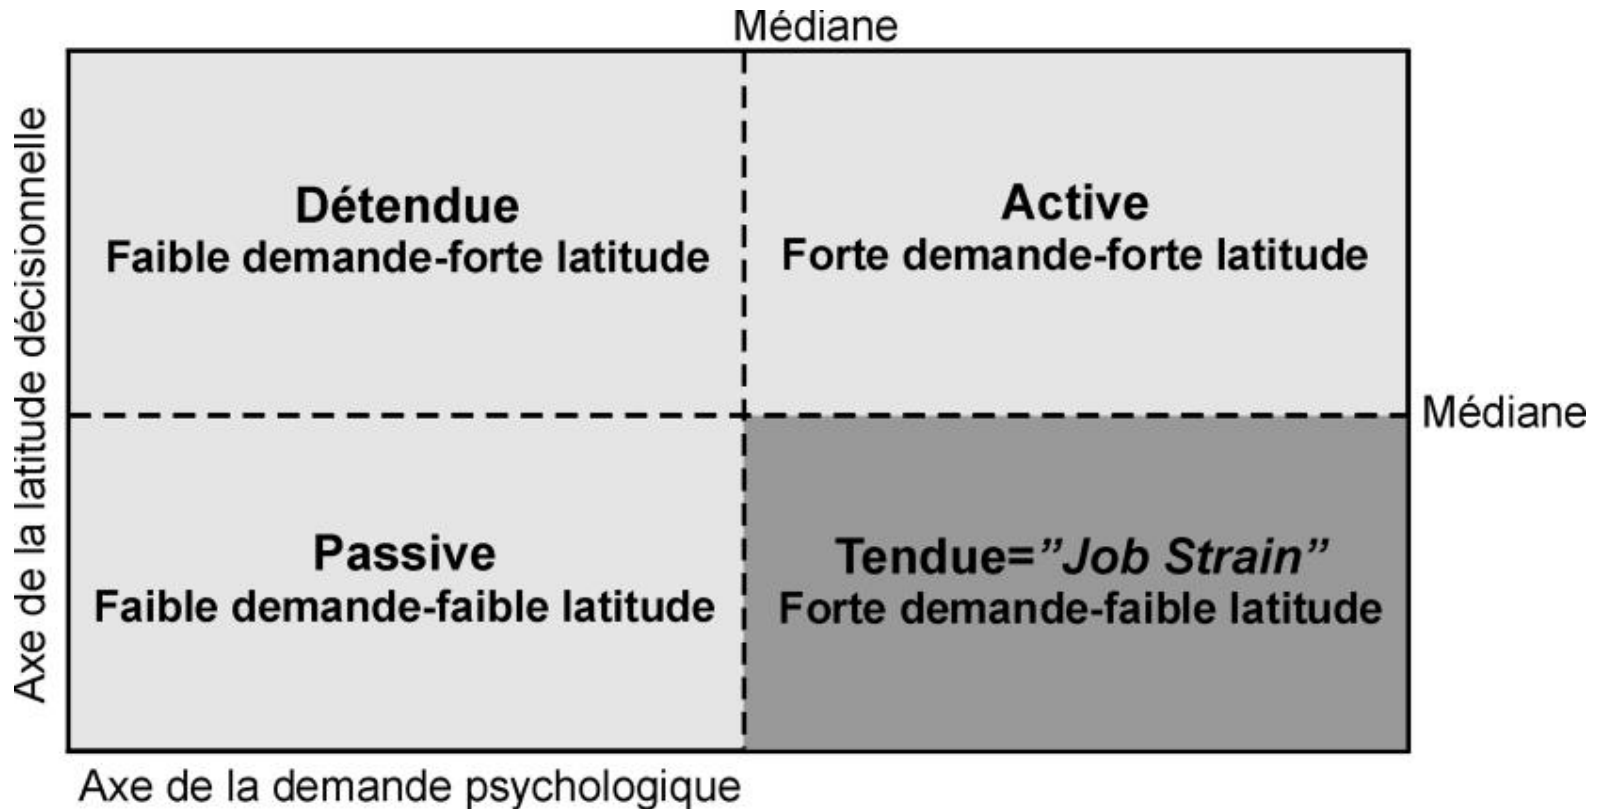 Médiane
Axe de la latitude décisionnelle
Détendue
Faible demande-forte latitude
Active
Forte demande-forte latitude
Médiane
Passive
Faible demande-faible latitude
Tendue=”Job Strain”
Forte demande-faible latitude
Axe de la demande psychologique